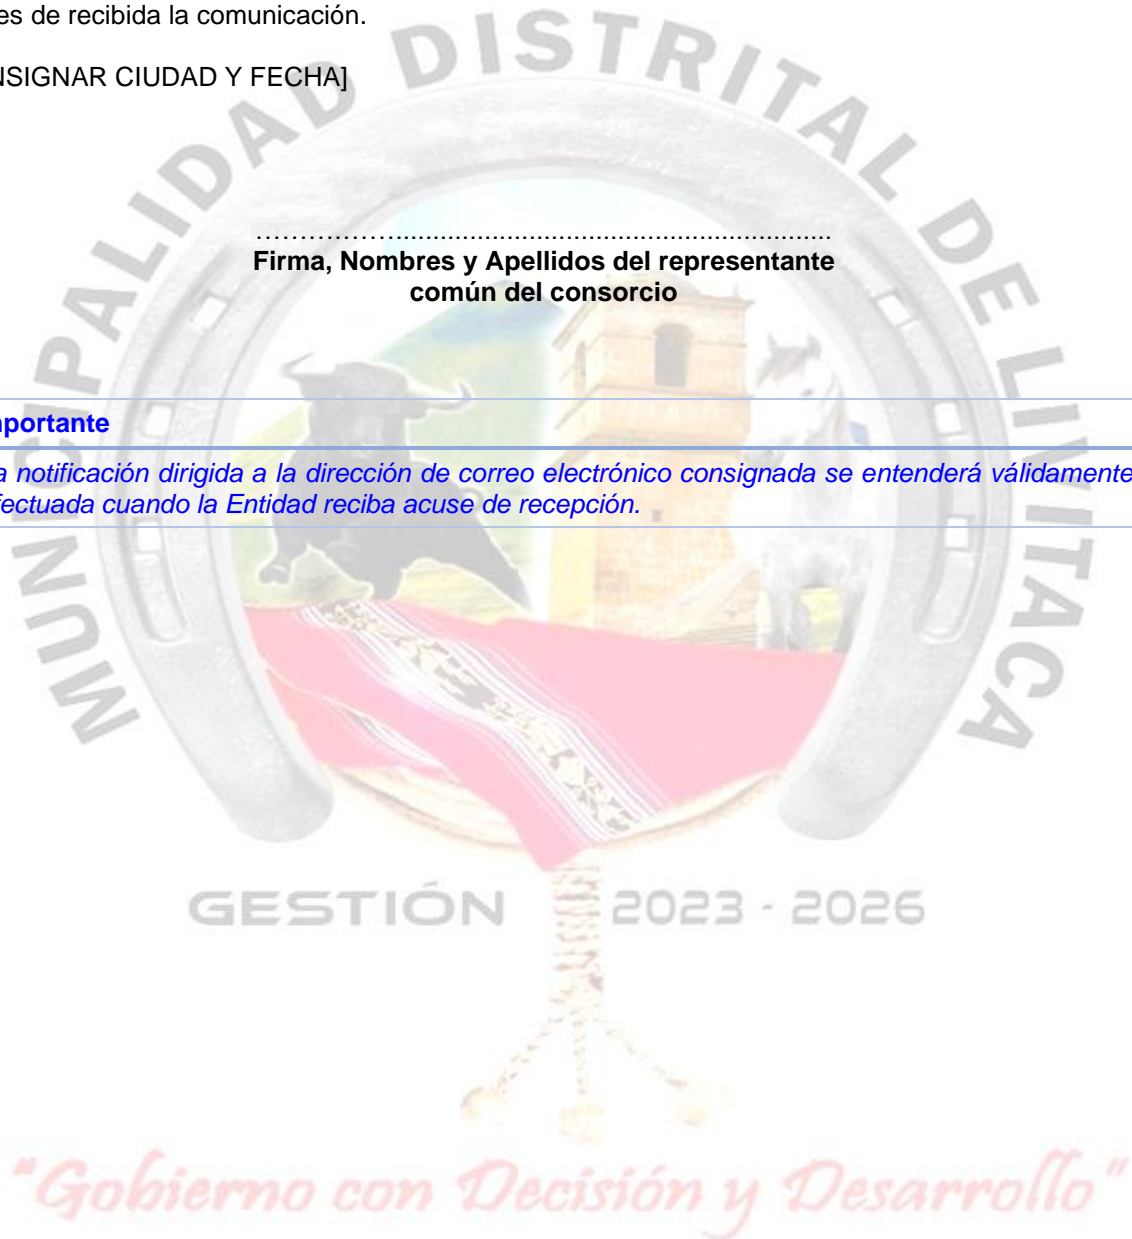 es de recibida la comunicación.
NSIGNAR CIUDAD Y FECHA]
MUNICIPALIDAD DISTRITAL DE LIVITACA
……………...........................................................
Firma, Nombres y Apellidos del representante
común del consorcio
mportante
a notificación dirigida a la dirección de correo electrónico consignada se entenderá válidamente
fectuada cuando la Entidad reciba acuse de recepción.
GESTIÓN 2023 - 2026
"Gobierno con Decisión y Desarrollo"